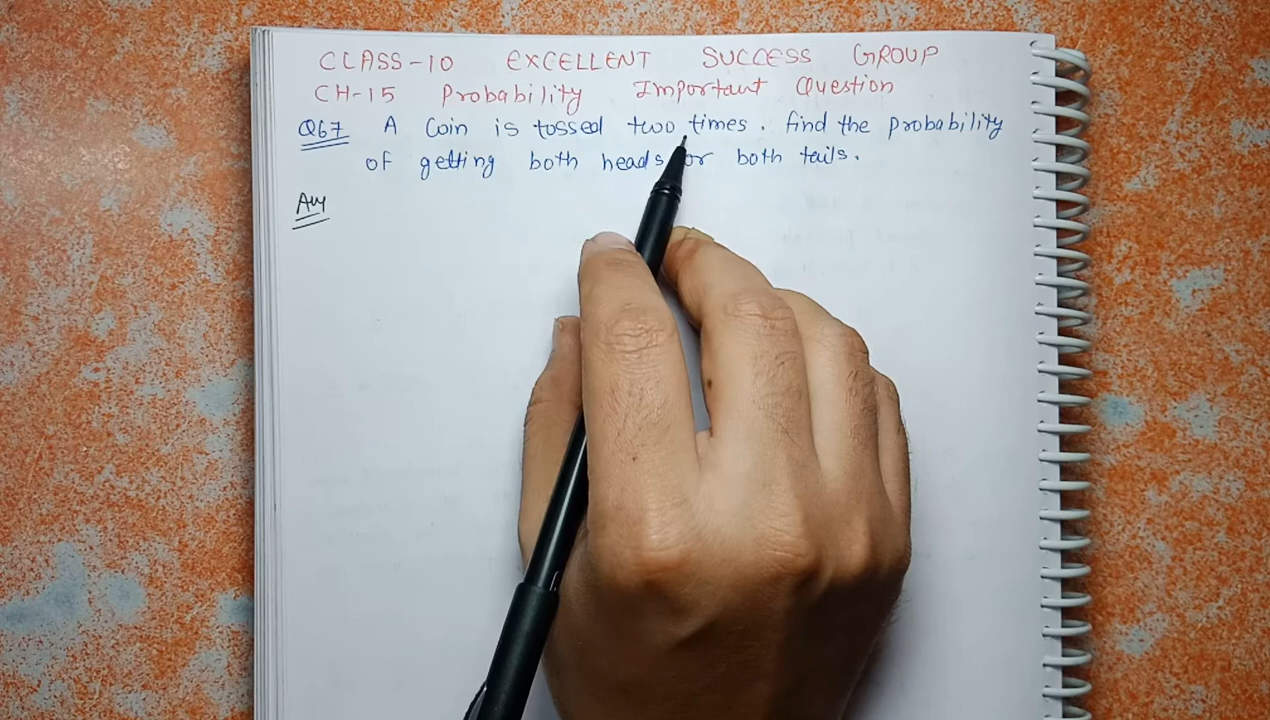 CLASS-10 EXCELLENT SUCCESS GROUP
CH-15 Probability Important Question
Q67 A Coin is tossed two times. find the probability
of getting both heads or both tails.